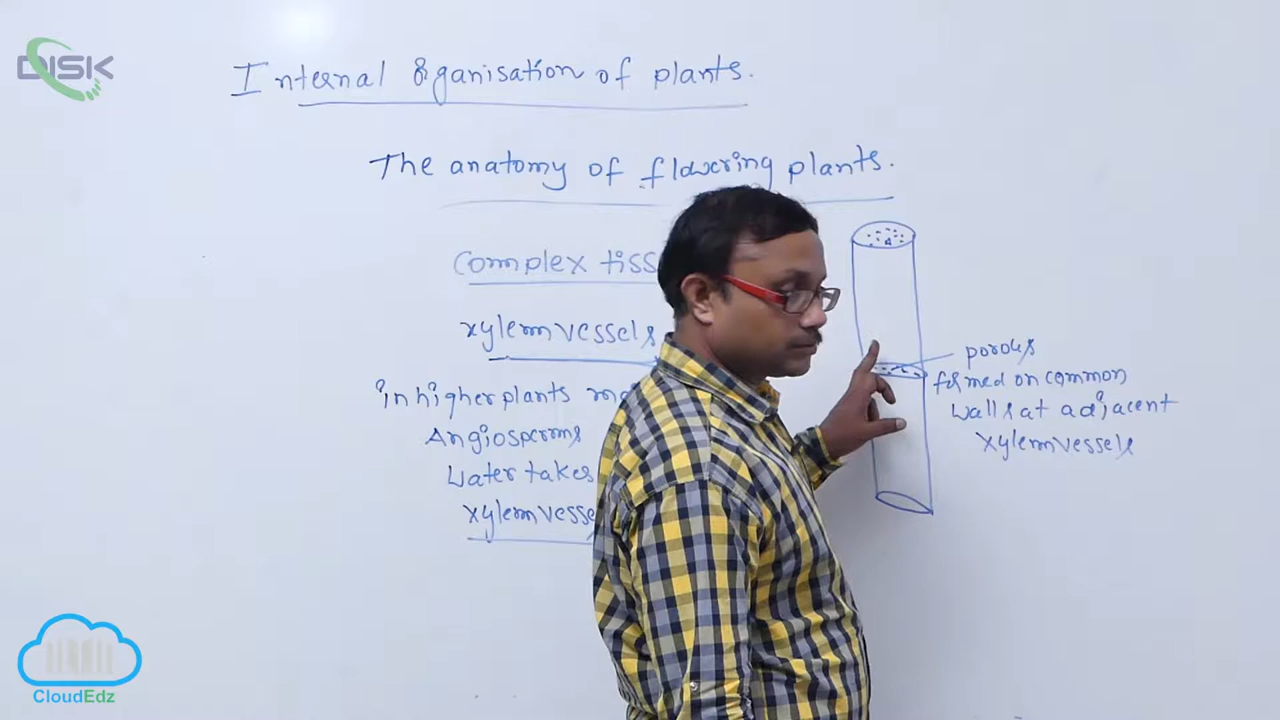 DISK
Internal organisation of plants.
The anatomy of flowering plants.
Complex tiss
xylem vessels
in higher plants
Angiosperms
Water takes
xylem vesse
porous
formed on common
walls at adjacent
xylem vessels
CloudEdz